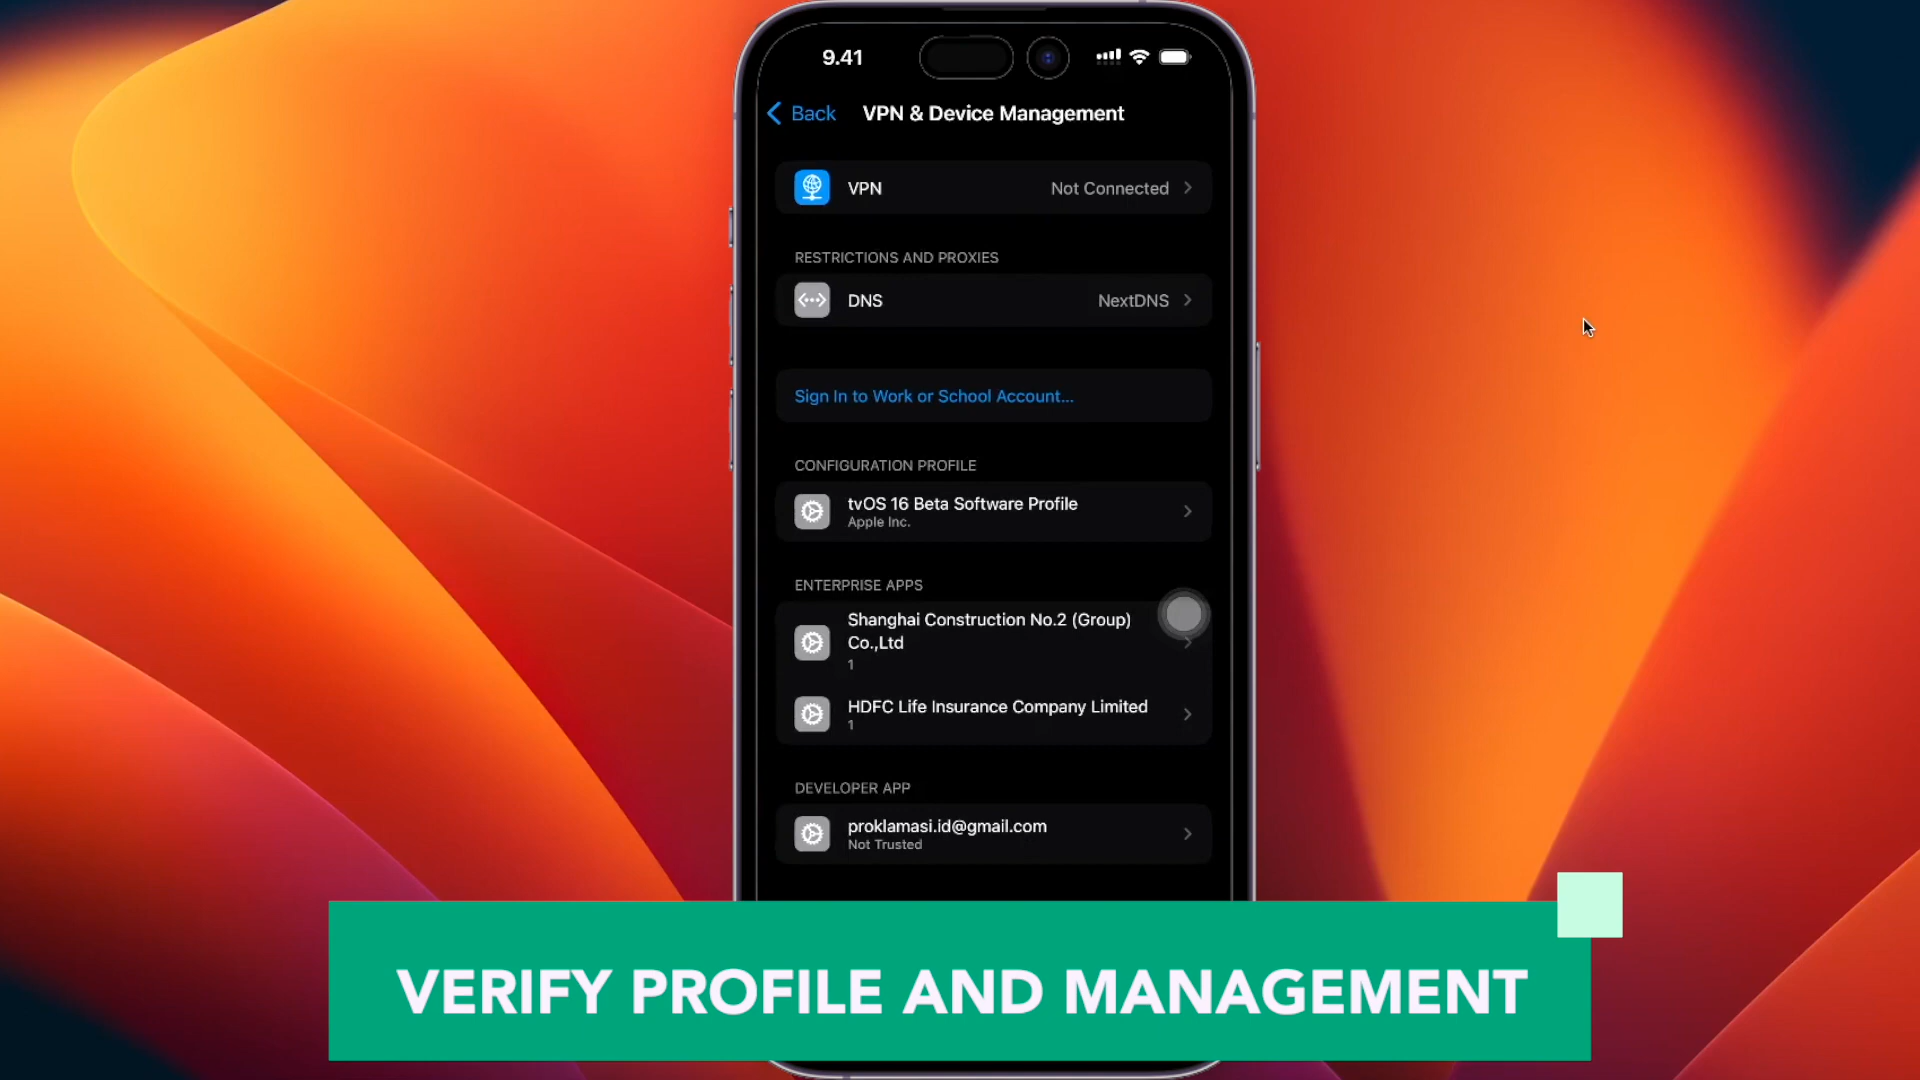 9.41
Back
VPN & Device Management
VPN
Not Connected
RESTRICTIONS AND PROXIES
DNS
NextDNS
Sign In to Work or School Account...
CONFIGURATION PROFILE
tvOS 16 Beta Software Profile
Apple Inc.
ENTERPRISE APPS
Shanghai Construction No.2 (Group)
Co.,Ltd
1
HDFC Life Insurance Company Limited
1
DEVELOPER APP
proklamasi.id@gmail.com
Not Trusted
VERIFY PROFILE AND MANAGEMENT